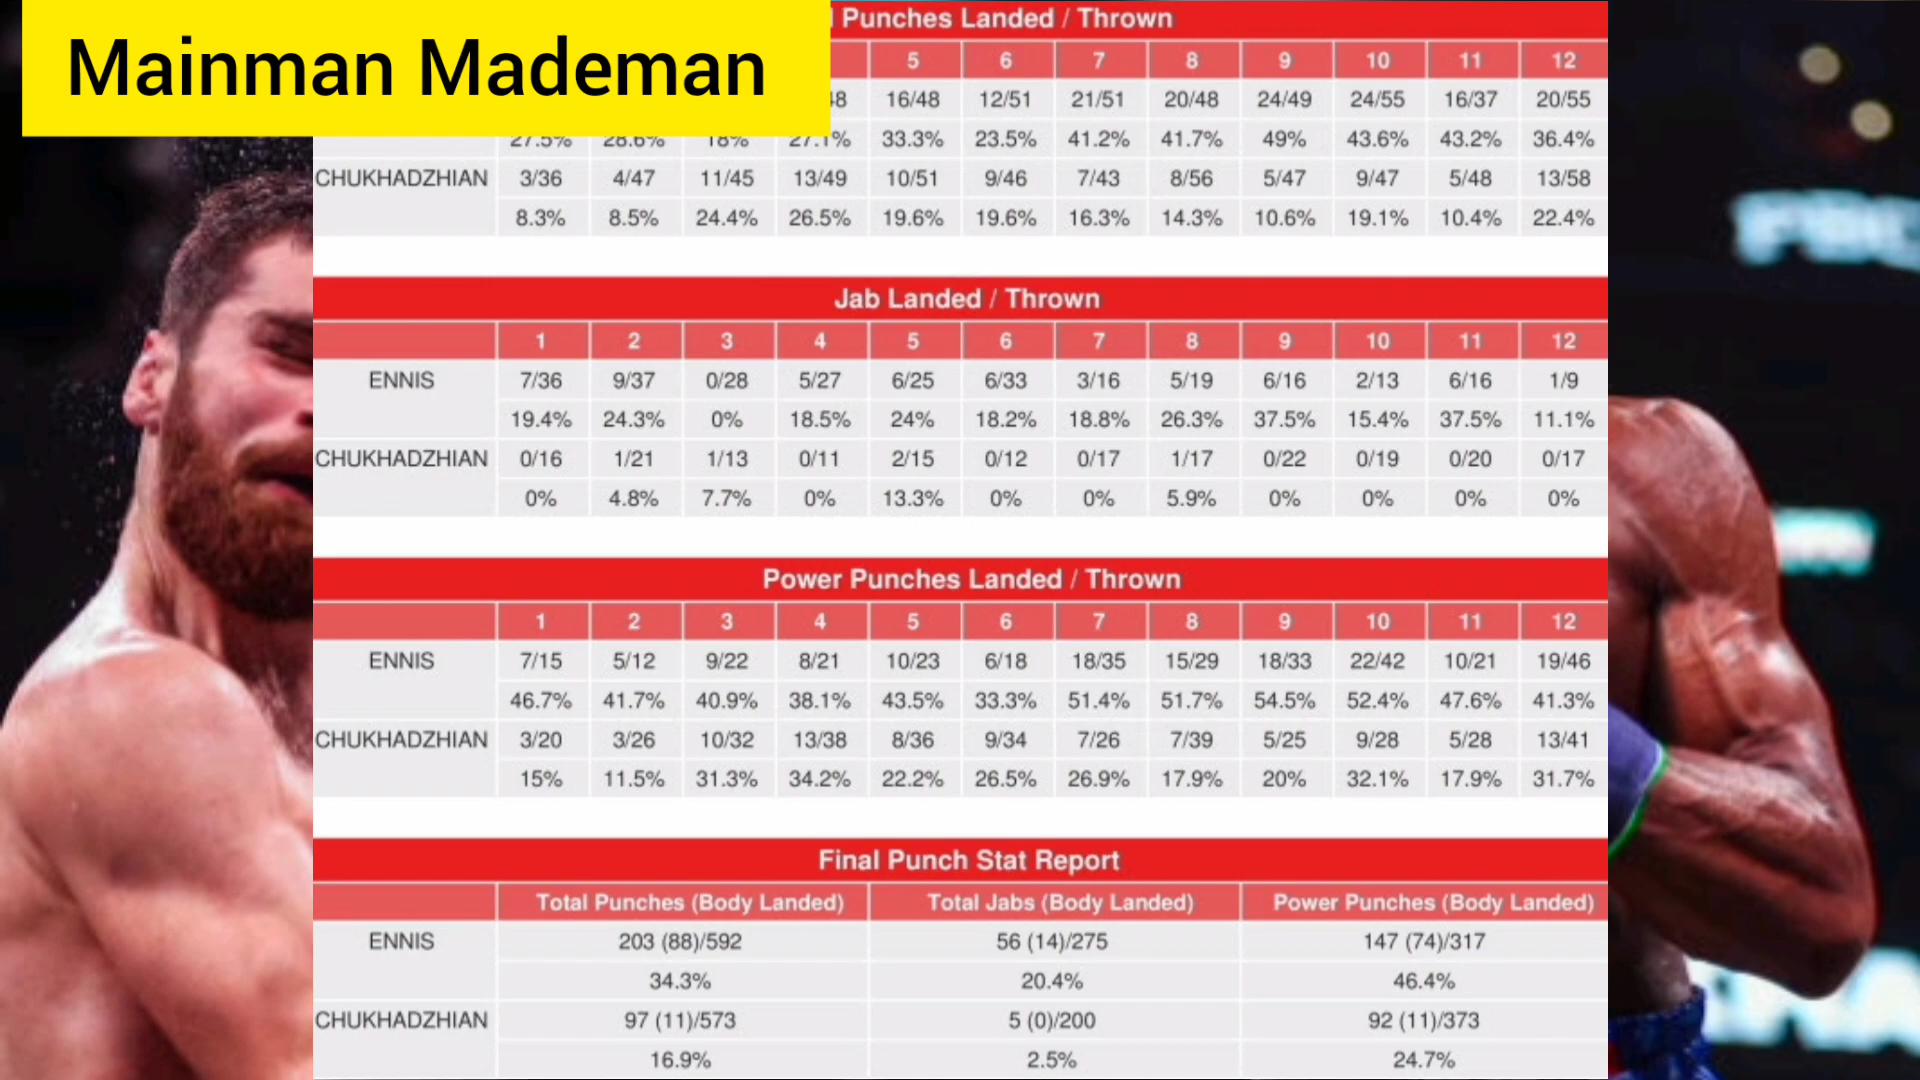 Mainman Mademan
Punches Landed / Thrown
5 6 7 8 9 10 11 12
16/48 12/51 21/51 20/48 24/49 24/55 16/37 20/55
27.5% 28.6% 18% 27.1% 33.3% 23.5% 41.2% 41.7% 49% 43.6% 43.2% 36.4%
CHUKHADZHIAN 3/36 4/47 11/45 13/49 10/51 9/46 7/43 8/56 5/47 9/47 5/48 13/58
8.3% 8.5% 24.4% 26.5% 19.6% 19.6% 16.3% 14.3% 10.6% 19.1% 10.4% 22.4%
Jab Landed / Thrown
1 2 3 4 5 6 7 8 9 10 11 12
ENNIS 7/36 9/37 0/28 5/27 6/25 6/33 3/16 5/19 6/16 2/13 6/16 1/9
19.4% 24.3% 0% 18.5% 24% 18.2% 18.8% 26.3% 37.5% 15.4% 37.5% 11.1%
CHUKHADZHIAN 0/16 1/21 1/13 0/11 2/15 0/12 0/17 1/17 0/22 0/19 0/20 0/17
0% 4.8% 7.7% 0% 13.3% 0% 0% 5.9% 0% 0% 0% 0%
Power Punches Landed / Thrown
1 2 3 4 5 6 7 8 9 10 11 12
ENNIS 7/15 5/12 9/22 8/21 10/23 6/18 18/35 15/29 18/33 22/42 10/21 19/46
46.7% 41.7% 40.9% 38.1% 43.5% 33.3% 51.4% 51.7% 54.5% 52.4% 47.6% 41.3%
CHUKHADZHIAN 3/20 3/26 10/32 13/38 8/36 9/34 7/26 7/39 5/25 9/28 5/28 13/41
15% 11.5% 31.3% 34.2% 22.2% 26.5% 26.9% 17.9% 20% 32.1% 17.9% 31.7%
Final Punch Stat Report
Total Punches (Body Landed) Total Jabs (Body Landed) Power Punches (Body Landed)
ENNIS 203 (88)/592 56 (14)/275 147 (74)/317
34.3% 20.4% 46.4%
CHUKHADZHIAN 97 (11)/573 5 (0)/200 92 (11)/373
16.9% 2.5% 24.7%